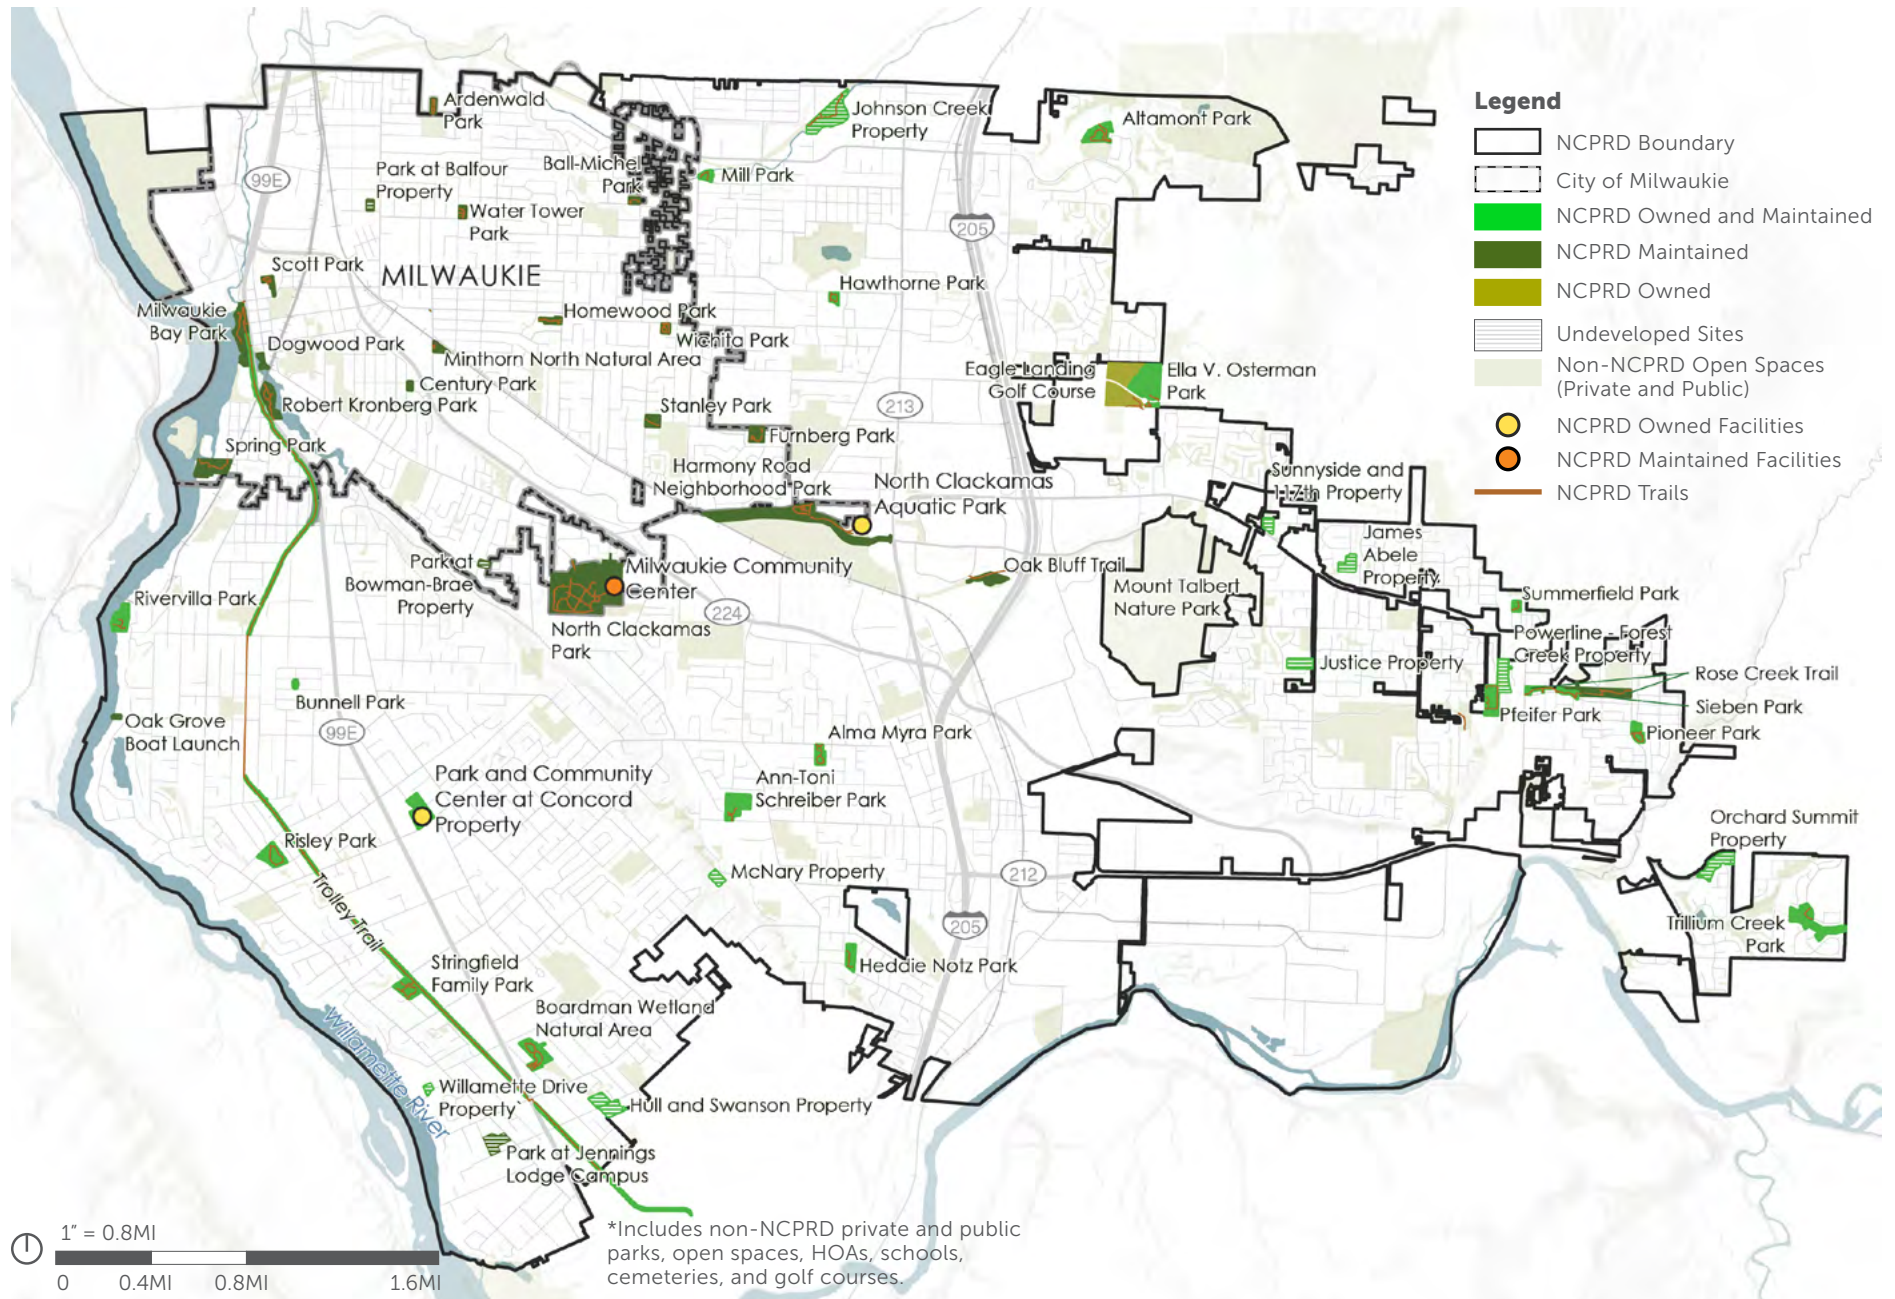 Ardenwald
Park
Johnson Creek
Property
Altamont Park
Legend
NCPRD Boundary
City of Milwaukie
NCPRD Owned and Maintained
NCPRD Maintained
NCPRD Owned
Undeveloped Sites
Non-NCPRD Open Spaces
(Private and Public)
NCPRD Owned Facilities
NCPRD Maintained Facilities
NCPRD Trails
99E
Park at Balfour
Property
Ball-Michel
Park
Mill Park
Water Tower
Park
205
Scott Park
MILWAUKIE
Hawthorne Park
Milwaukie
Bay Park
Homewood Park
Dogwood Park
Wichita Park
Minthorn North Natural Area
Century Park
Eagle Landing
Golf Course
Ella V. Osterman
Park
Robert Kronberg Park
Stanley Park
213
Furnberg Park
Spring Park
Harmony Road
Neighborhood Park
North Clackamas
Aquatic Park
Sunnyside and
117th Property
James
Abele
Property
Park at
Bowman-Brae
Property
Milwaukie Community
Center
Oak Bluff Trail
Mount Talbert
Nature Park
Rivervilla Park
224
Summerfield Park
North Clackamas
Park
Powerline - Forest
Creek Property
Justice Property
Rose Creek Trail
Bunnell Park
Sieben Park
Pfeifer Park
Oak Grove
Boat Launch
99E
Alma Myra Park
Pioneer Park
Park and Community
Center at Concord
Property
Ann-Toni
Schreiber Park
Orchard Summit
Property
Risley Park
McNary Property
212
Trolley Trail
205
Trillium Creek
Park
Stringfield
Family Park
Heddie Notz Park
Boardman Wetland
Natural Area
Willamette River
Willamette Drive
Property
Hull and Swanson Property
Park at Jennings
Lodge Campus
1" = 0.8MI
0 0.4MI 0.8MI 1.6MI
*Includes non-NCPRD private and public
parks, open spaces, HOAs, schools,
cemeteries, and golf courses.